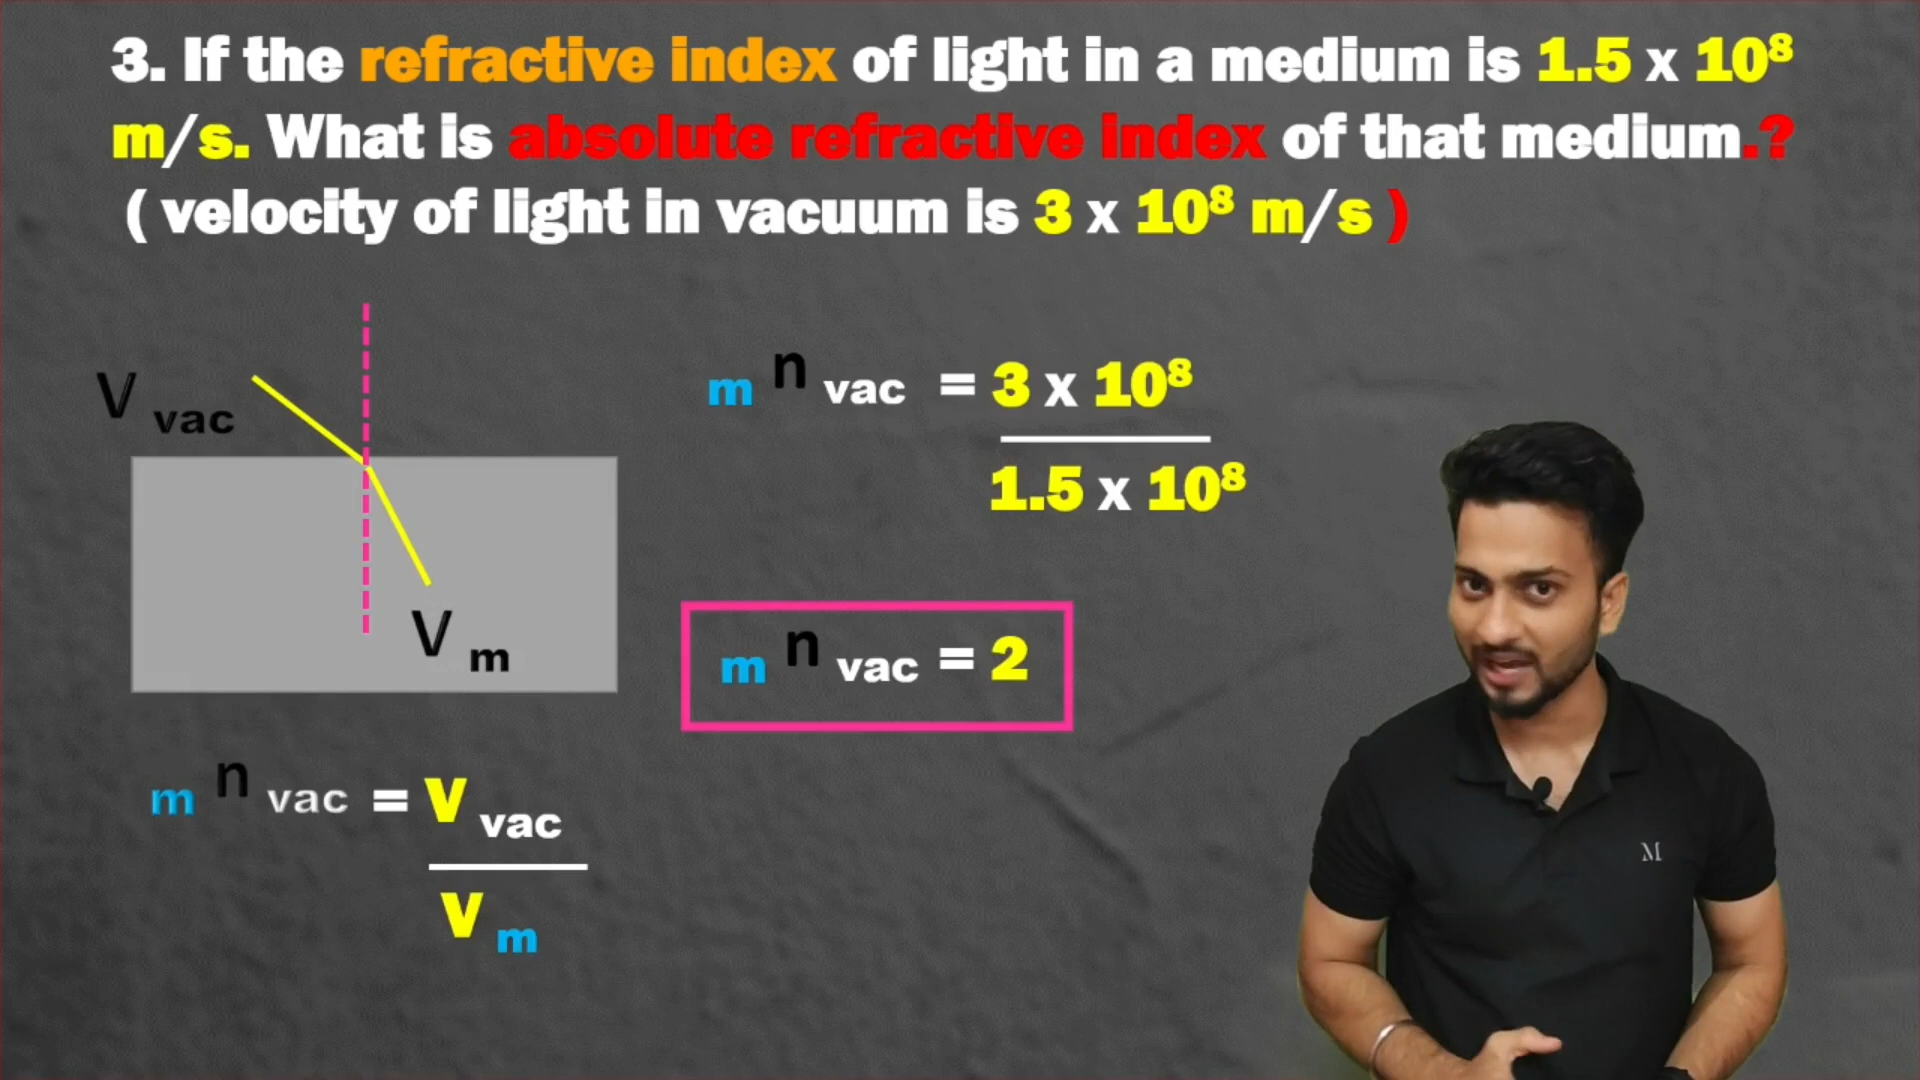 3. If the refractive index of light in a medium is 1.5 x 10⁸
m/s. What is absolute refractive index of that medium.?
( velocity of light in vacuum is 3 x 10⁸ m/s )
V vac
V m
m n vac = V vac
V m
m n vac = 3 x 10⁸
1.5 x 10⁸
m n vac = 2
M